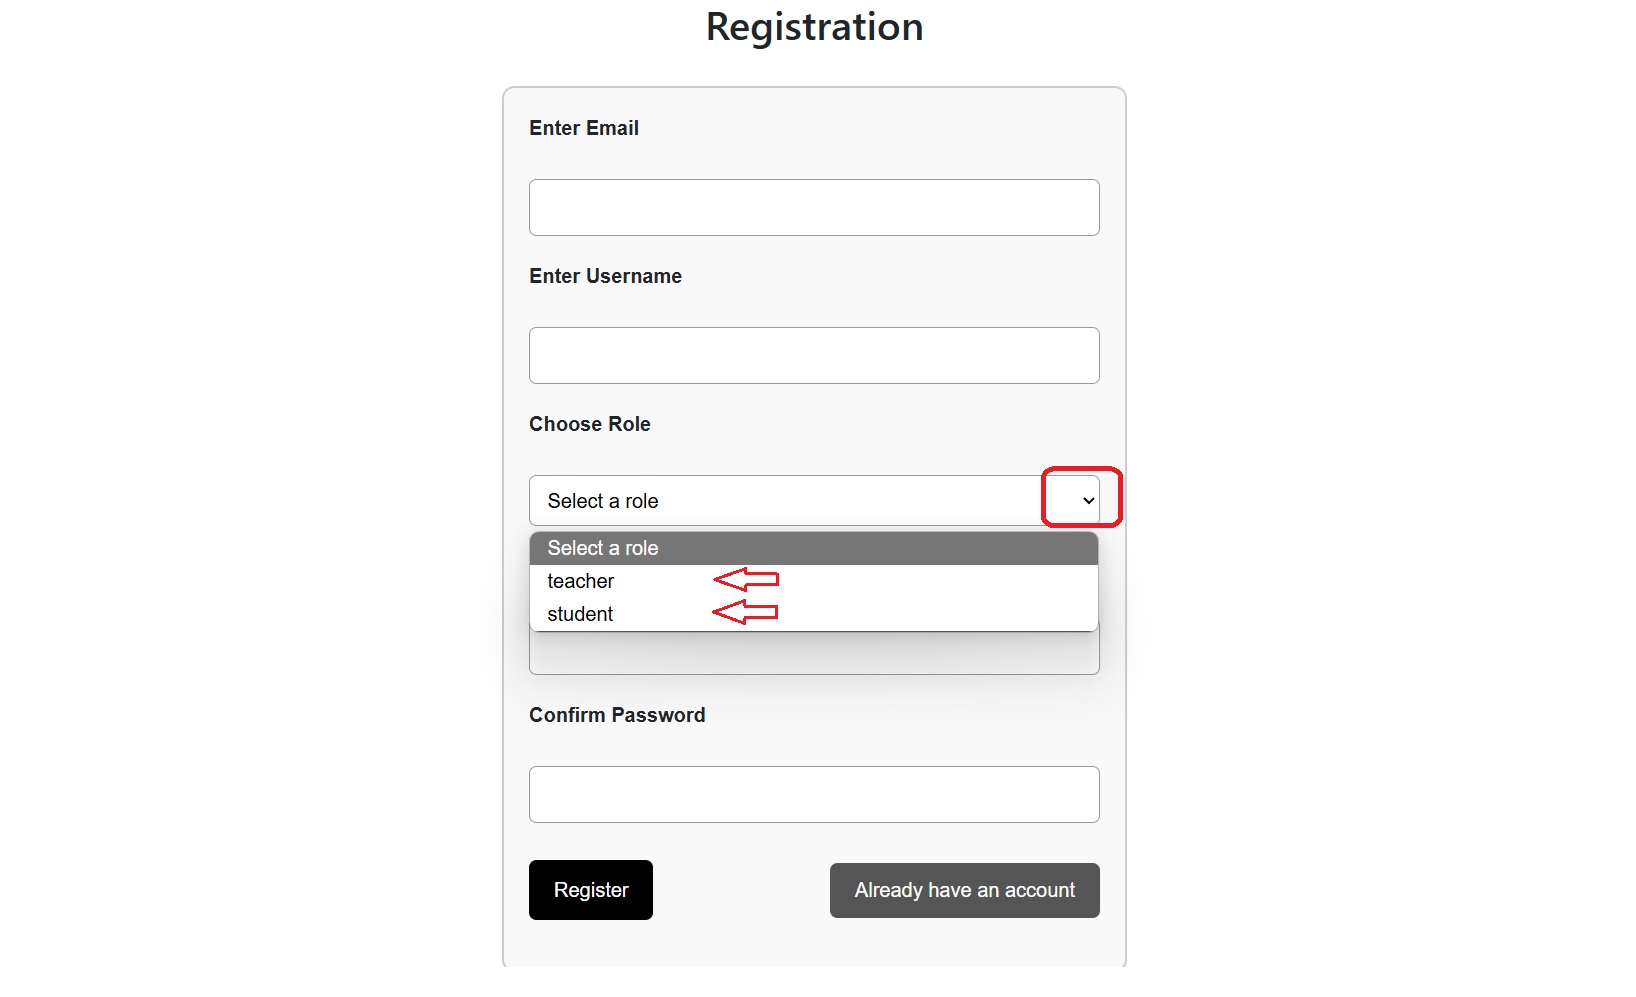 Registration
Enter Email
Enter Username
Choose Role
Select a role
Select a role
teacher
student
Confirm Password
Register
Already have an account